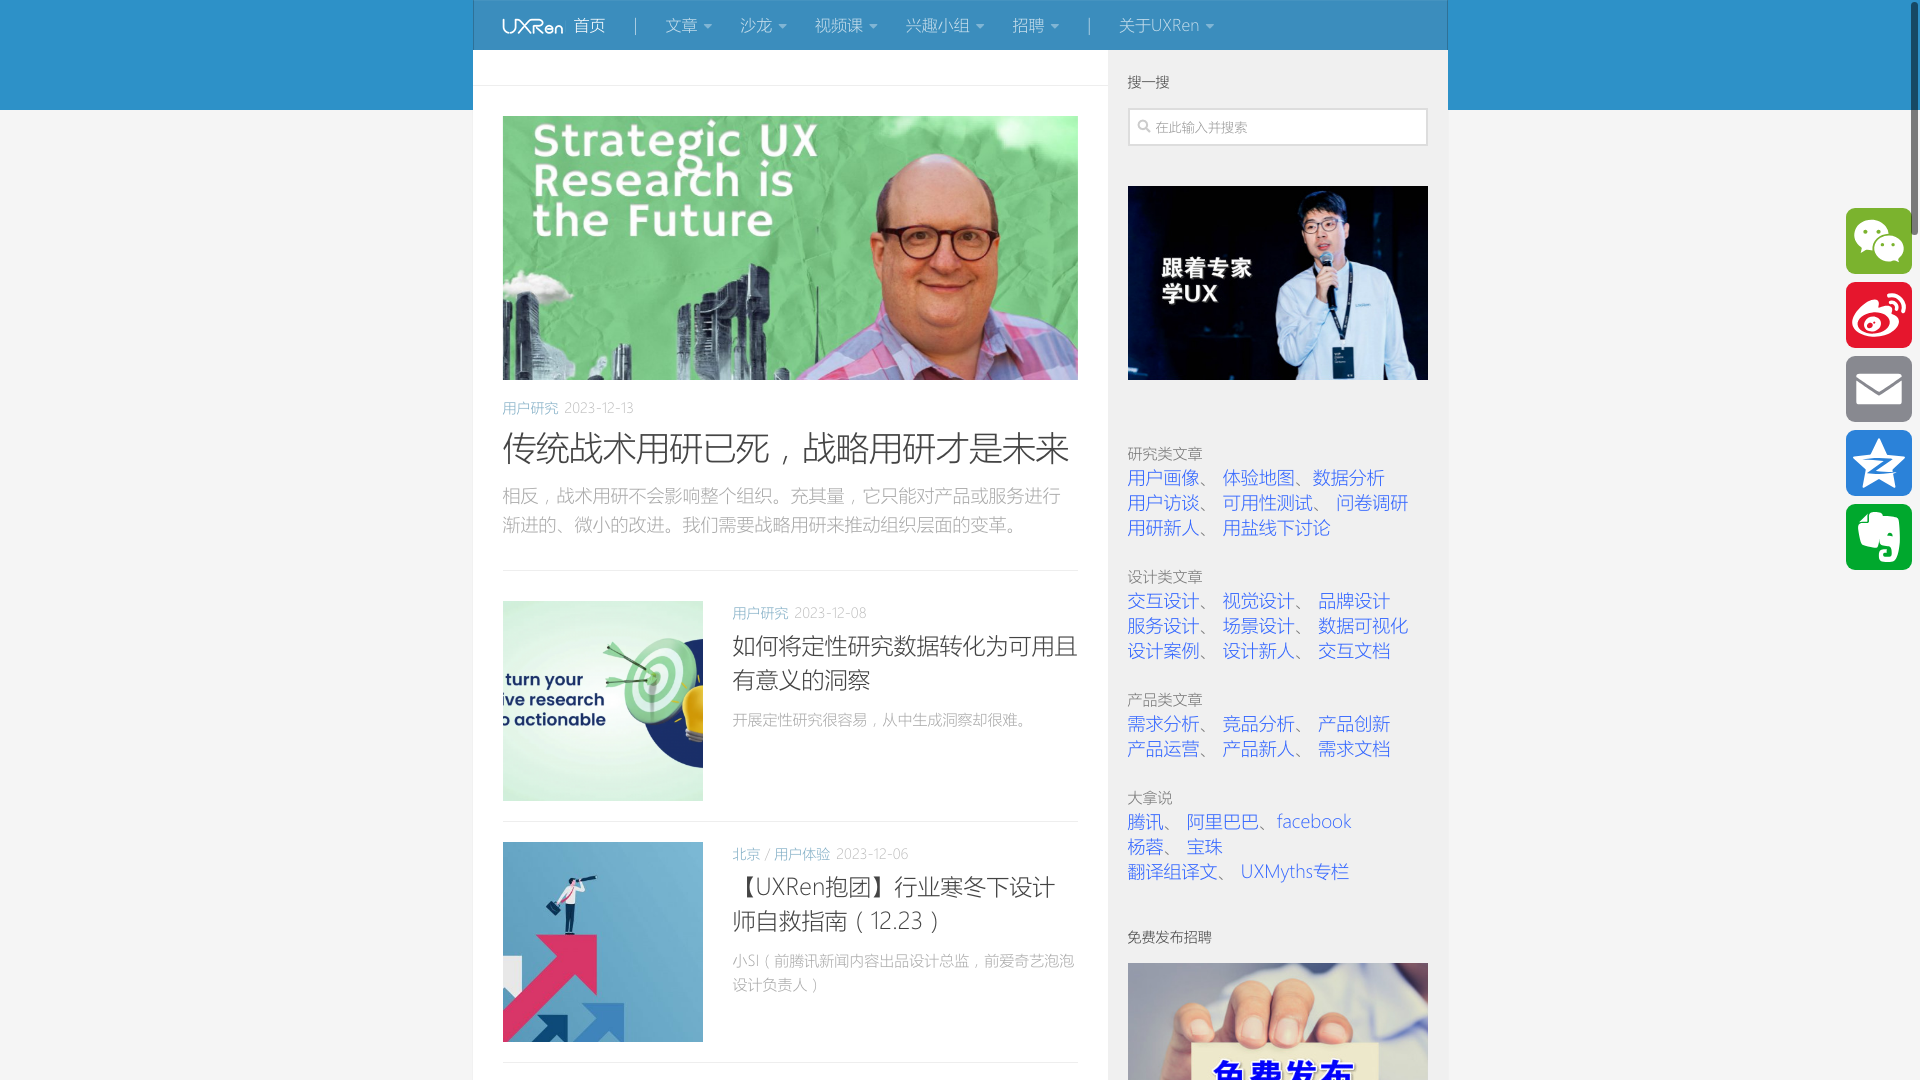 UXRen 首页 | 文章 沙龙 视频课 兴趣小组 招聘 | 关于UXRen
Strategic UX
Research is
the Future
用户研究 2023-12-13
传统战术用研已死，战略用研才是未来
相反，战术用研不会影响整个组织。充其量，它只能对产品或服务进行
渐进的、微小的改进。我们需要战略用研来推动组织层面的变革。
turn your
ive research
o actionable
用户研究 2023-12-08
如何将定性研究数据转化为可用且
有意义的洞察
开展定性研究很容易，从中生成洞察却很难。
北京 / 用户体验 2023-12-06
【UXRen抱团】行业寒冬下设计
师自救指南（12.23）
小SI（前腾讯新闻内容出品设计总监，前爱奇艺泡泡
设计负责人）
搜一搜
在此输入并搜索
跟着专家
学UX
研究类文章
用户画像、 体验地图、数据分析
用户访谈、 可用性测试、 问卷调研
用研新人、 用盐线下讨论
设计类文章
交互设计、 视觉设计、 品牌设计
服务设计、 场景设计、 数据可视化
设计案例、 设计新人、 交互文档
产品类文章
需求分析、 竞品分析、 产品创新
产品运营、 产品新人、 需求文档
大拿说
腾讯、 阿里巴巴、facebook
杨蓉、 宝珠
翻译组译文、 UXMyths专栏
免费发布招聘
免费发布